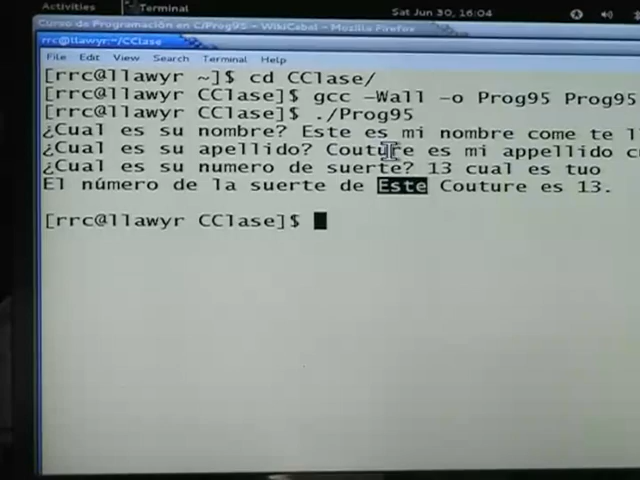 Activities Terminal Sat Jun 30, 16:04
Curso de Programación en C/Prog95 - WikiCabal - Mozilla Firefox
rrc@llawyr:~/CClase
File Edit View Search Terminal Help
[rrc@llawyr ~]$ cd CClase/
[rrc@llawyr CClase]$ gcc -Wall -o Prog95 Prog95
[rrc@llawyr CClase]$ ./Prog95
¿Cual es su nombre? Este es mi nombre come te ll
¿Cual es su apellido? Couture es mi appellido cu
¿Cual es su numero de suerte? 13 cual es tuo
El número de la suerte de Este Couture es 13.
[rrc@llawyr CClase]$